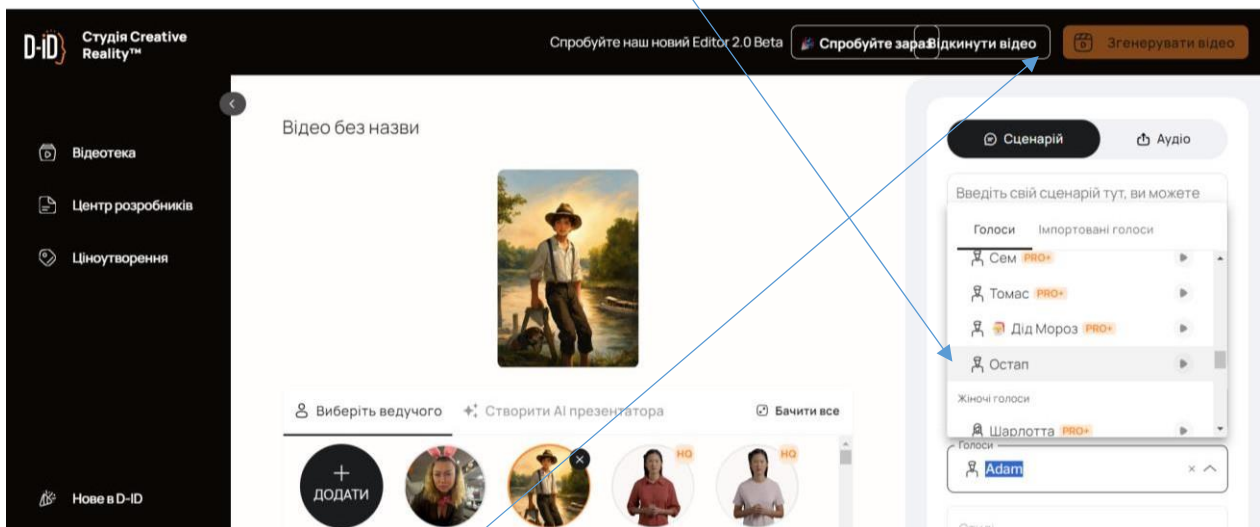 D-iD
Студія Creative
Reality™
Спробуйте наш новий Editor 2.0 Beta
Спробуйте зараз
Відкинути відео
Згенерувати відео
Відеотека
Центр розробників
Ціноутворення
Нове в D-ID
Відео без назви
Виберіть ведучого
Створити AI презентатора
Бачити все
+
ДОДАТИ
HQ
HQ
Сценарій
Аудіо
Введіть свій сценарій тут, ви можете
Голоси
Імпортовані голоси
Сем PRO+
Томас PRO+
Дід Мороз PRO+
Остап
Жіночі голоси
Шарлотта PRO+
Голоси
Adam